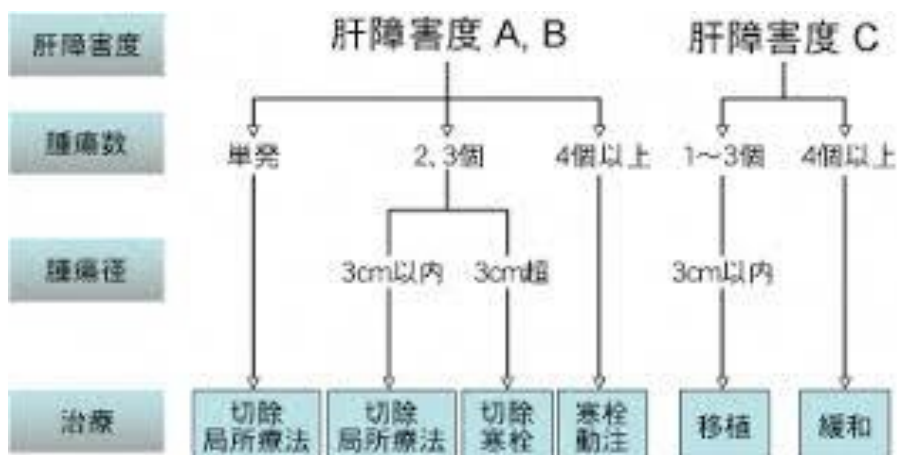 肝障害度 肝障害度 A, B 肝障害度 C
腫瘍数 単発 2、3個 4個以上 1〜3個 4個以上
腫瘍径 3cm以内 3cm超 3cm以内
治療 切除 切除 切除 塞栓 移植 緩和
局所療法 局所療法 塞栓 動注